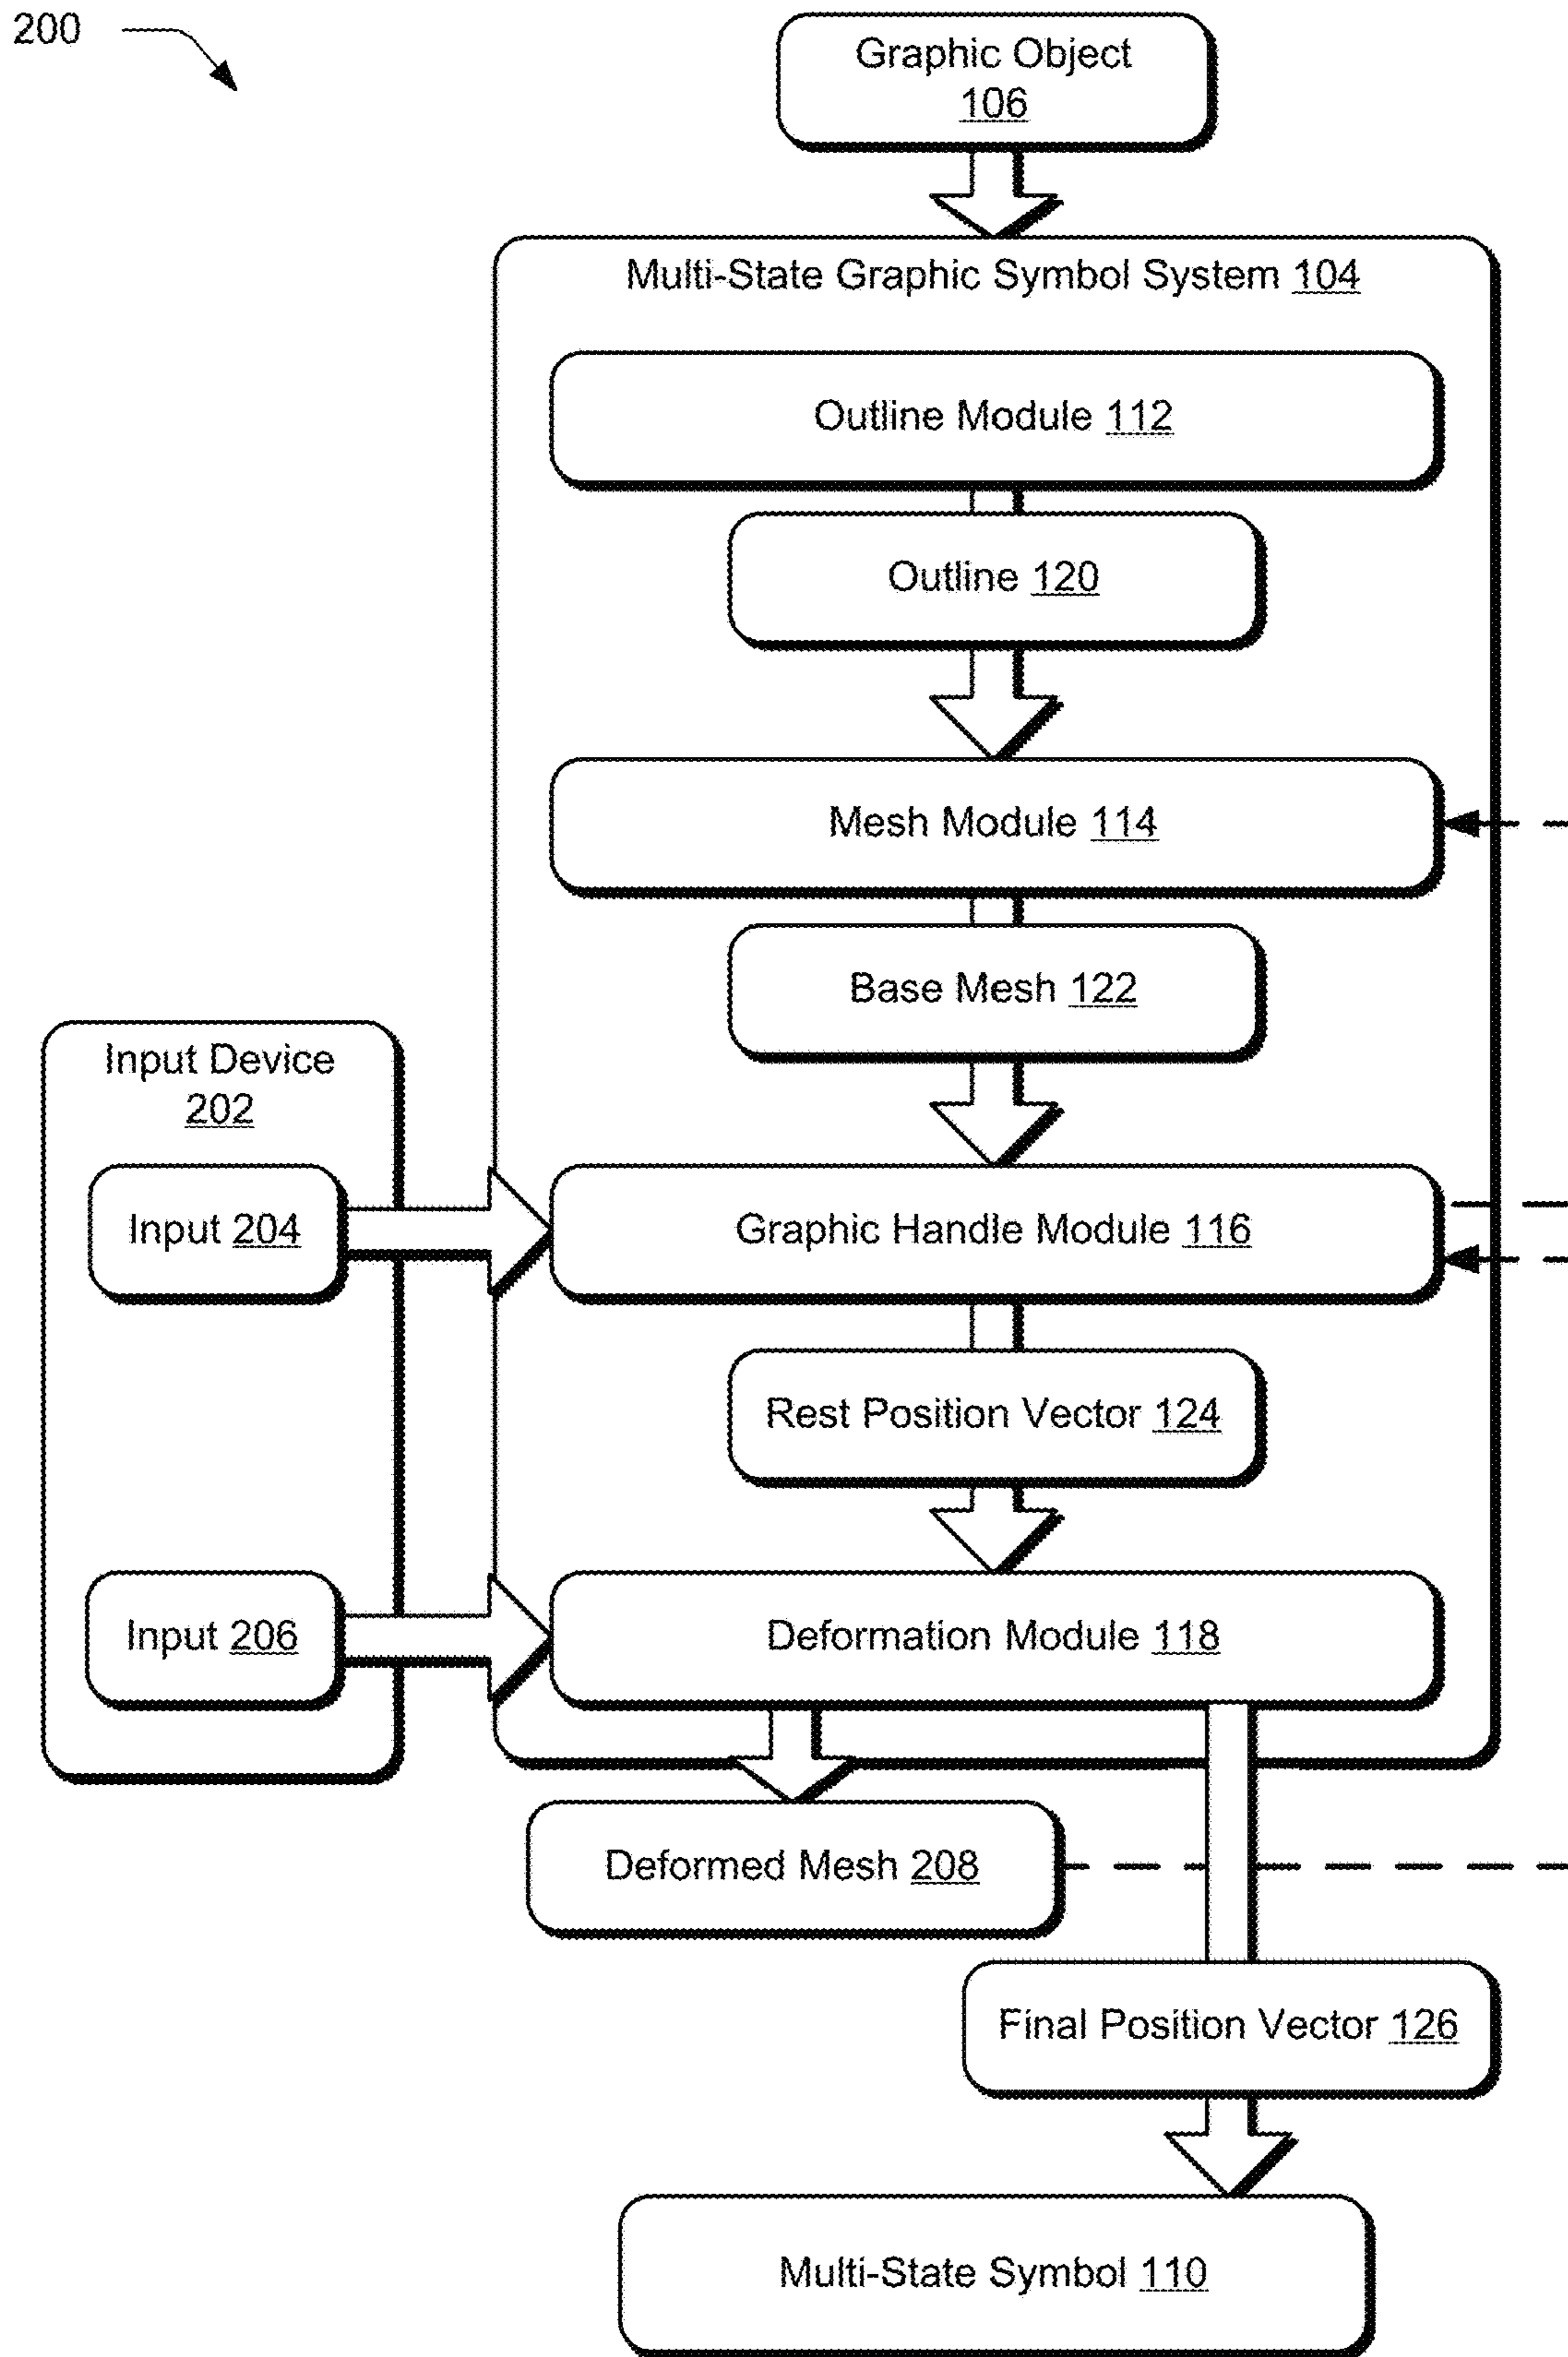 200
Graphic Object
106
Multi-State Graphic Symbol System 104
Outline Module 112
Outline 120
Mesh Module 114
Base Mesh 122
Input Device
202
Input 204
Graphic Handle Module 116
Rest Position Vector 124
Input 206
Deformation Module 118
Deformed Mesh 208
Final Position Vector 126
Multi-State Symbol 110